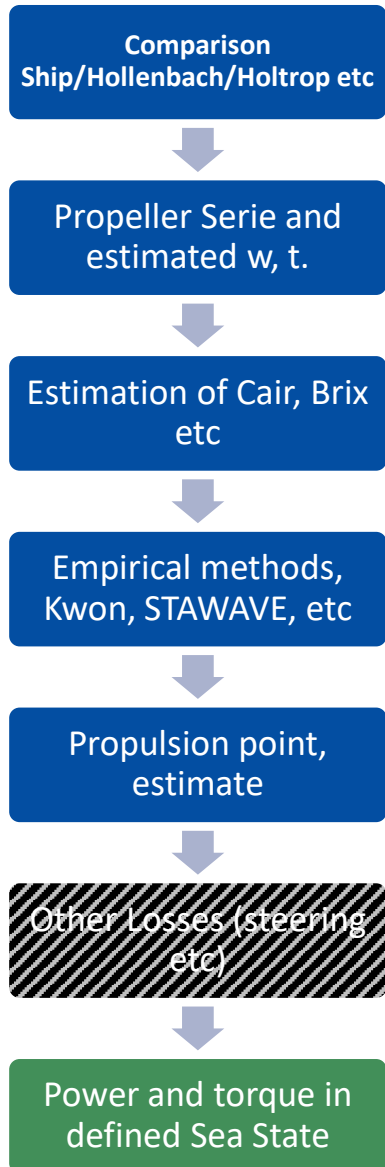 Comparison
Ship/Hollenbach/Holtrop etc
Propeller Serie and
estimated w, t.
Estimation of Cair, Brix
etc
Empirical methods,
Kwon, STAWAVE, etc
Propulsion point,
estimate
Other Losses (steering
etc)
Power and torque in
defined Sea State